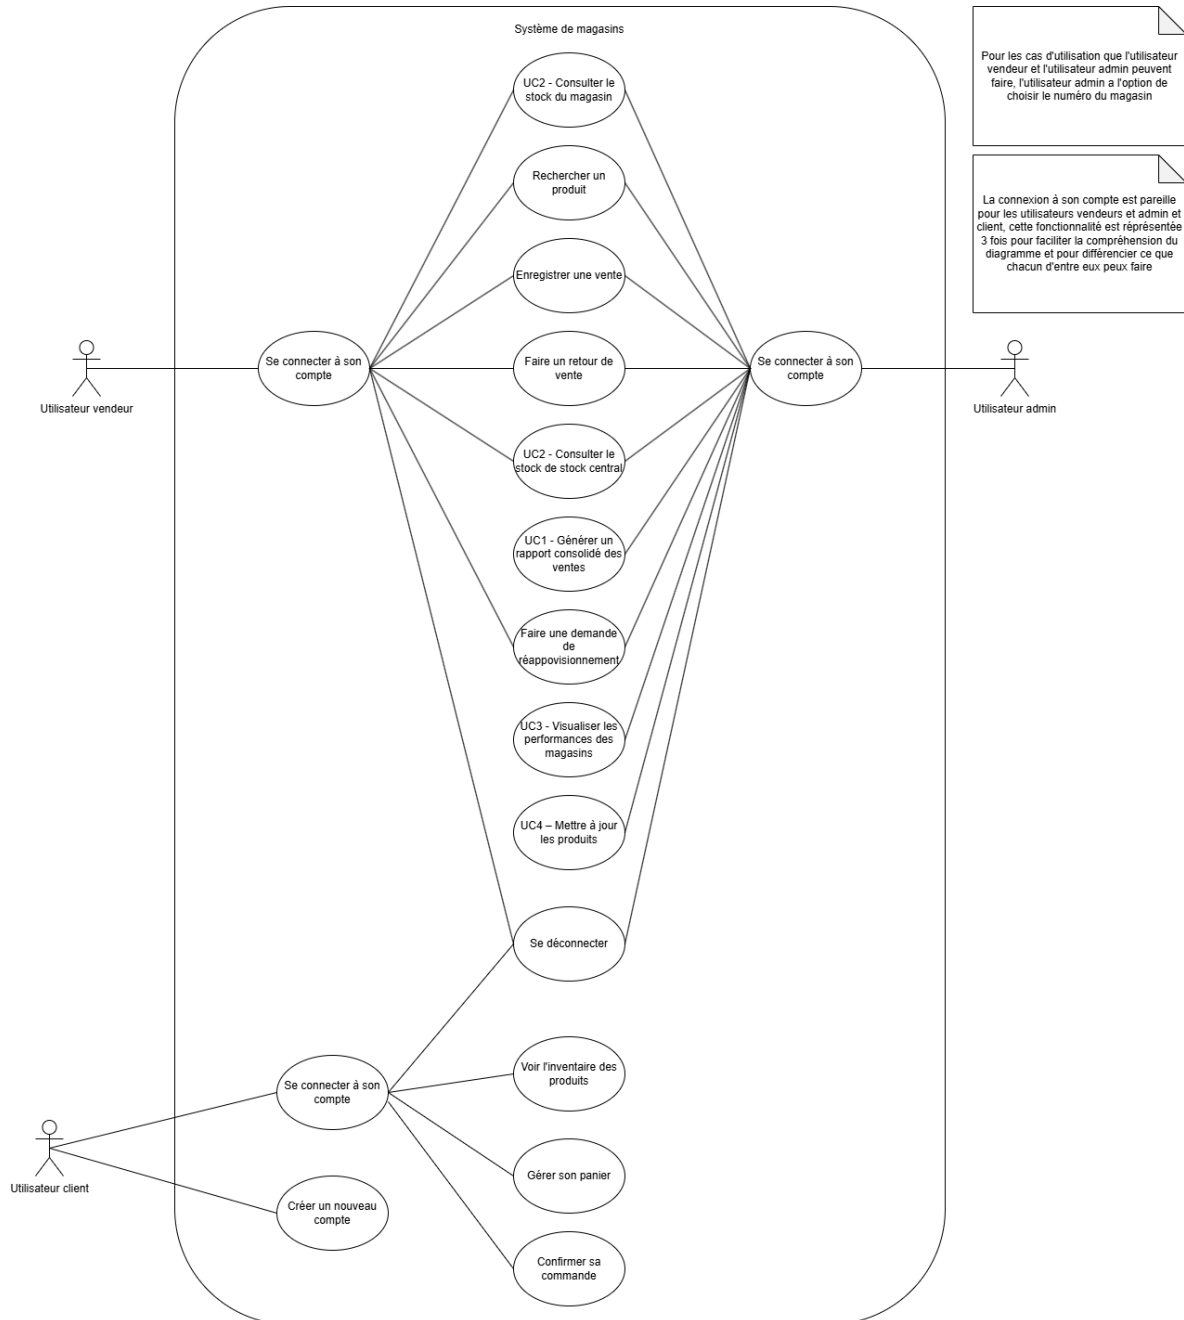 Système de magasins
UC2 - Consulter le
stock du magasin
Rechercher un
produit
Enregistrer une vente
Se connecter à son
compte
Faire un retour de
vente
Se connecter à son
compte
Utilisateur vendeur
Utilisateur admin
UC2 - Consulter le
stock de stock central
UC1 - Générer un
rapport consolidé des
ventes
Faire une demande
de
réappovisionnement
UC3 - Visualiser les
performances des
magasins
UC4 – Mettre à jour
les produits
Se déconnecter
Se connecter à son
compte
Voir l'inventaire des
produits
Utilisateur client
Gérer son panier
Créer un nouveau
compte
Confirmer sa
commande
Pour les cas d'utilisation que l'utilisateur
vendeur et l'utilisateur admin peuvent
faire, l'utilisateur admin a l'option de
choisir le numéro du magasin
La connexion à son compte est pareille
pour les utilisateurs vendeurs et admin et
client, cette fonctionnalité est réprésentée
3 fois pour faciliter la compréhension du
diagramme et pour différencier ce que
chacun d'entre eux peux faire